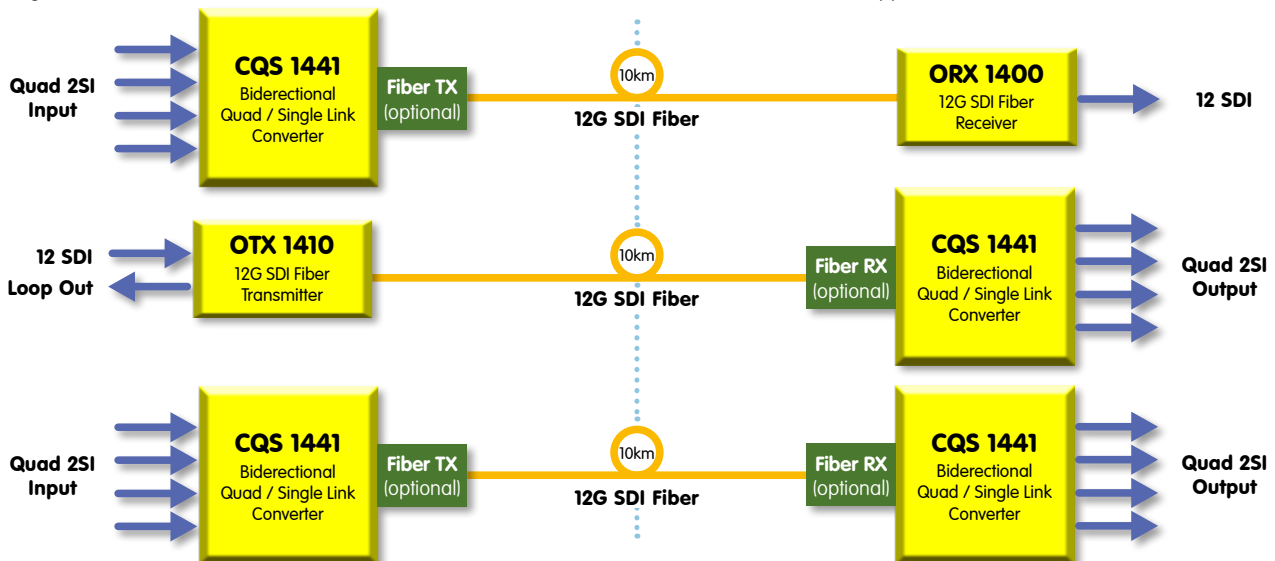 Quad 2SI
Input
CQS 1441
Biderectional
Quad / Single Link
Converter
Fiber TX
(optional)
10km
12G SDI Fiber
ORX 1400
12G SDI Fiber
Receiver
12 SDI
12 SDI
Loop Out
OTX 1410
12G SDI Fiber
Transmitter
10km
12G SDI Fiber
Fiber RX
(optional)
CQS 1441
Biderectional
Quad / Single Link
Converter
Quad 2SI
Output
Quad 2SI
Input
CQS 1441
Biderectional
Quad / Single Link
Converter
Fiber TX
(optional)
10km
12G SDI Fiber
Fiber RX
(optional)
CQS 1441
Biderectional
Quad / Single Link
Converter
Quad 2SI
Output